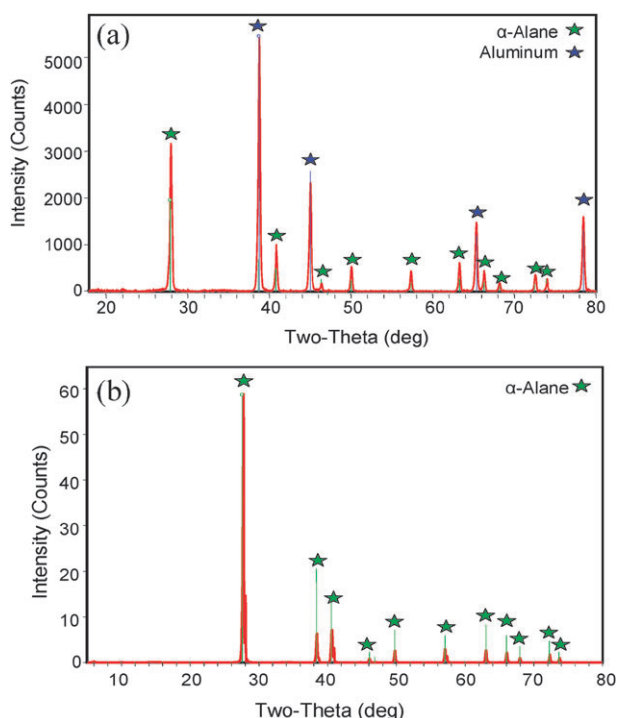 (a)
α-Alane
Aluminum
Intensity (Counts)
5000
4000
3000
2000
1000
0
20 30 40 50 60 70 80
Two-Theta (deg)
(b)
α-Alane
Intensity (Counts)
60
50
40
30
20
10
0
10 20 30 40 50 60 70 80
Two-Theta (deg)